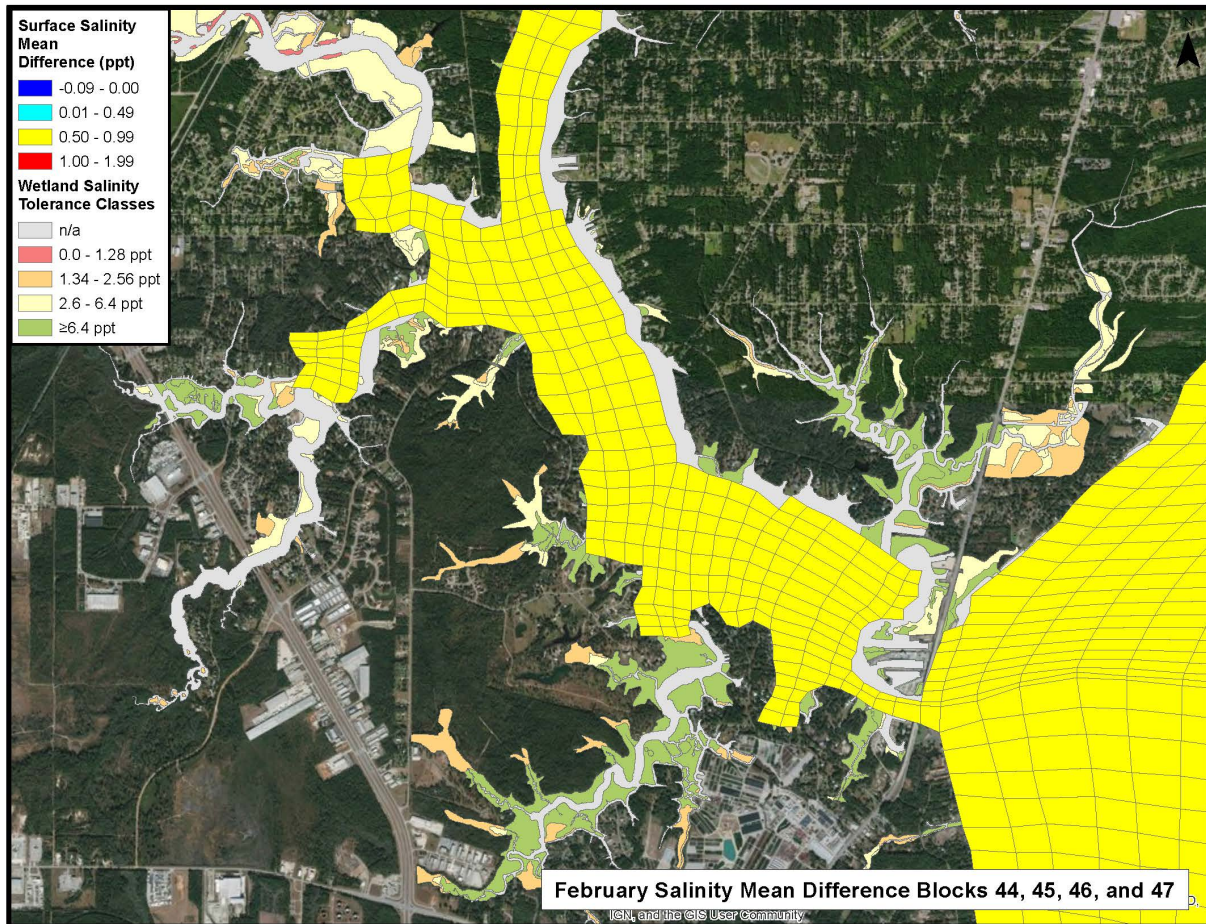 Surface Salinity
Mean
Difference (ppt)
-0.09 - 0.00
0.01 - 0.49
0.50 - 0.99
1.00 - 1.99
Wetland Salinity
Tolerance Classes
n/a
0.0 - 1.28 ppt
1.34 - 2.56 ppt
2.6 - 6.4 ppt
≥6.4 ppt
February Salinity Mean Difference Blocks 44, 45, 46, and 47
IGN, and the GIS User Community